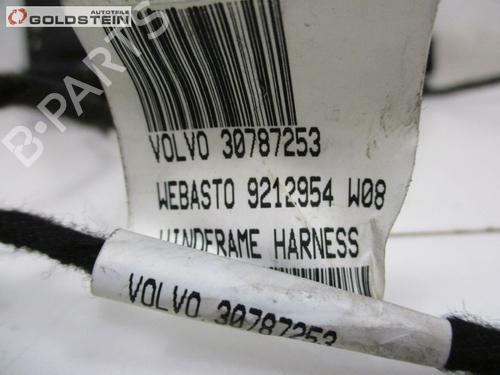 AUTOTEILE
GOLDSTEIN
B-PARTS
VOLVO 30787253
WEBASTO 9212954 W08
WINDFRAME HARNESS
VOLVO 30787253